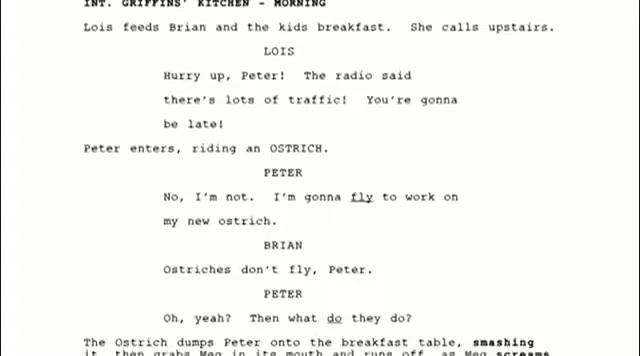 INT. GRIFFINS' KITCHEN - MORNING
Lois feeds Brian and the kids breakfast.  She calls upstairs.
LOIS
Hurry up, Peter!  The radio said
there's lots of traffic!  You're gonna
be late!
Peter enters, riding an OSTRICH.
PETER
No, I'm not.  I'm gonna fly to work on
my new ostrich.
BRIAN
Ostriches don't fly, Peter.
PETER
Oh, yeah?  Then what do they do?
The Ostrich dumps Peter onto the breakfast table, smashing
it, then grabs Meg in its mouth and runs off, as Meg screams